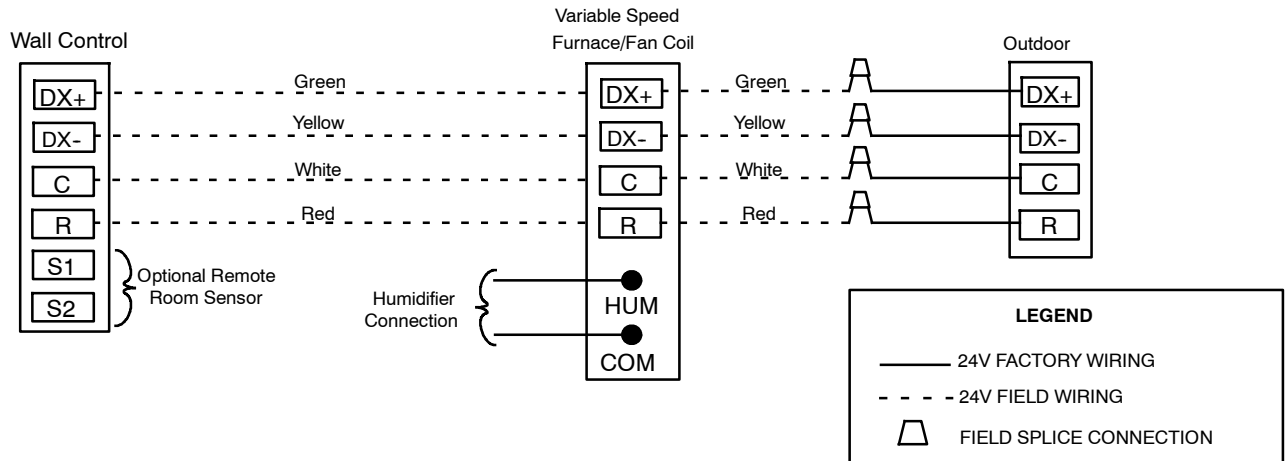 Wall Control
Variable Speed
Furnace/Fan Coil
Outdoor
DX+
Green
DX+
Green
DX+
DX-
Yellow
DX-
Yellow
DX-
C
White
C
White
C
R
Red
R
Red
R
S1
S2
Optional Remote
Room Sensor
Humidifier
Connection
HUM
COM
LEGEND
24V FACTORY WIRING
24V FIELD WIRING
FIELD SPLICE CONNECTION